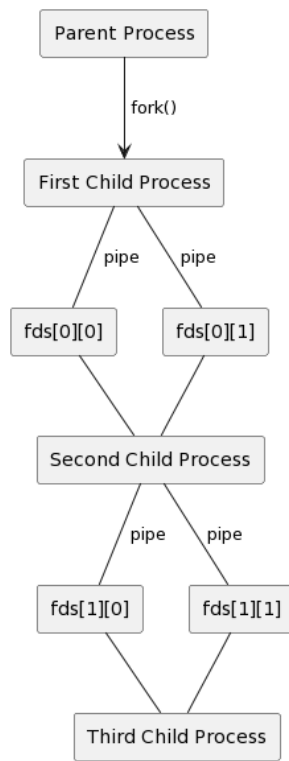 Parent Process
fork()
First Child Process
pipe
pipe
fds[0][0]
fds[0][1]
Second Child Process
pipe
pipe
fds[1][0]
fds[1][1]
Third Child Process